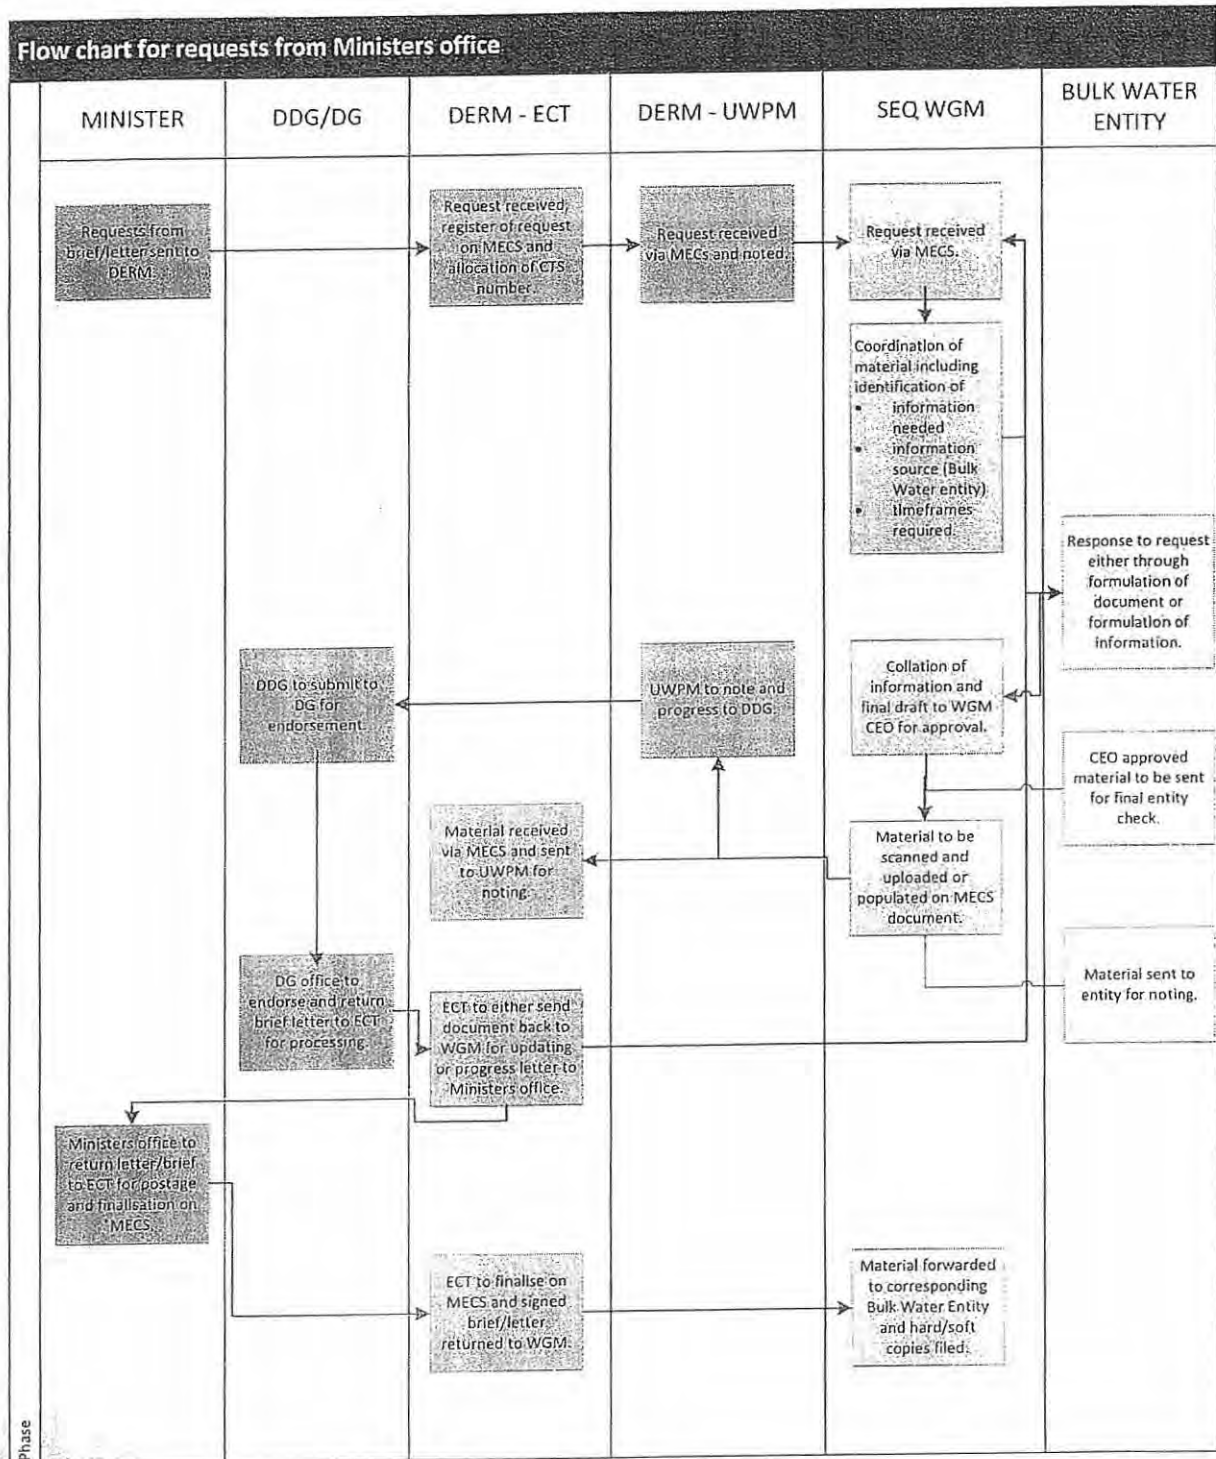 Flow chart for requests from Ministers office
MINISTER
DDG/DG
DERM - ECT
DERM - UWPM
SEQ WGM
BULK WATER
ENTITY
Requests from
brief/letter sent to
DERM.
Request received,
register of request
on MECS and
allocation of CTS
number.
Request received
via MECs and noted.
Request received
via MECS.
Coordination of
material including
identification of
• information
needed
• information
source (Bulk
Water entity)
• timeframes
required.
Response to request
either through
formulation of
document or
formulation of
information.
DDG to submit to
DG for
endorsement.
UWPM to note and
progress to DDG.
Collation of
information and
final draft to WGM
CEO for approval.
CEO approved
material to be sent
for final entity
check.
Material received
via MECS and sent
to UWPM for
noting.
Material to be
scanned and
uploaded or
populated on MECS
document.
DG office to
endorse and return
brief letter to ECT
for processing.
ECT to either send
document back to
WGM for updating
or progress letter to
Ministers office.
Material sent to
entity for noting.
Ministers office to
return letter/brief
to ECT for postage
and finalisation on
MECS.
ECT to finalise on
MECS and signed
brief/letter
returned to WGM.
Material forwarded
to corresponding
Bulk Water Entity
and hard/soft
copies filed.
Phase